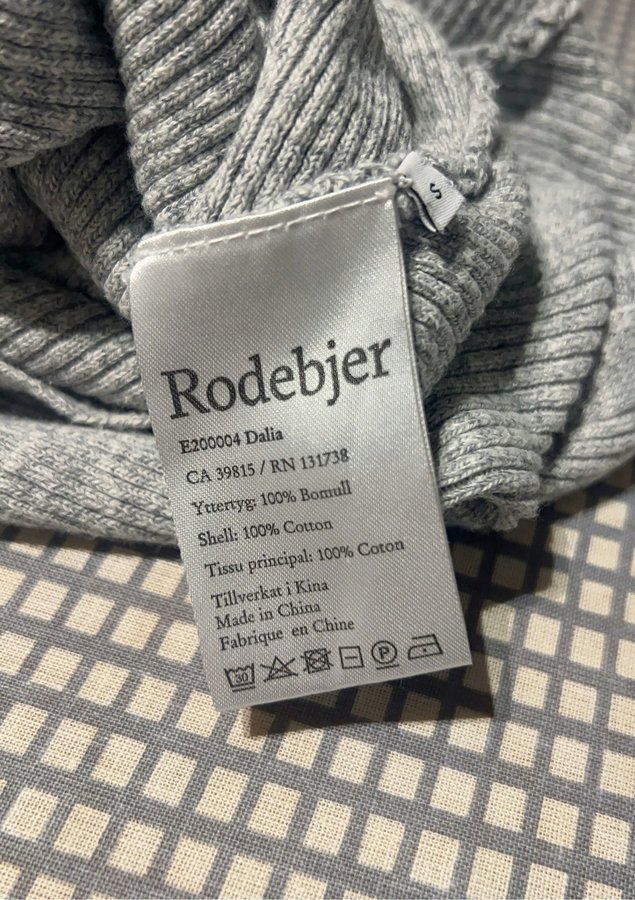 S
Rodebjer
E200004 Dalia
CA 39815 / RN 131738
Yttertyg: 100% Bomull
Shell: 100% Cotton
Tissu principal: 100% Coton
Tillverkat i Kina
Made in China
Fabrique en Chine
30 P